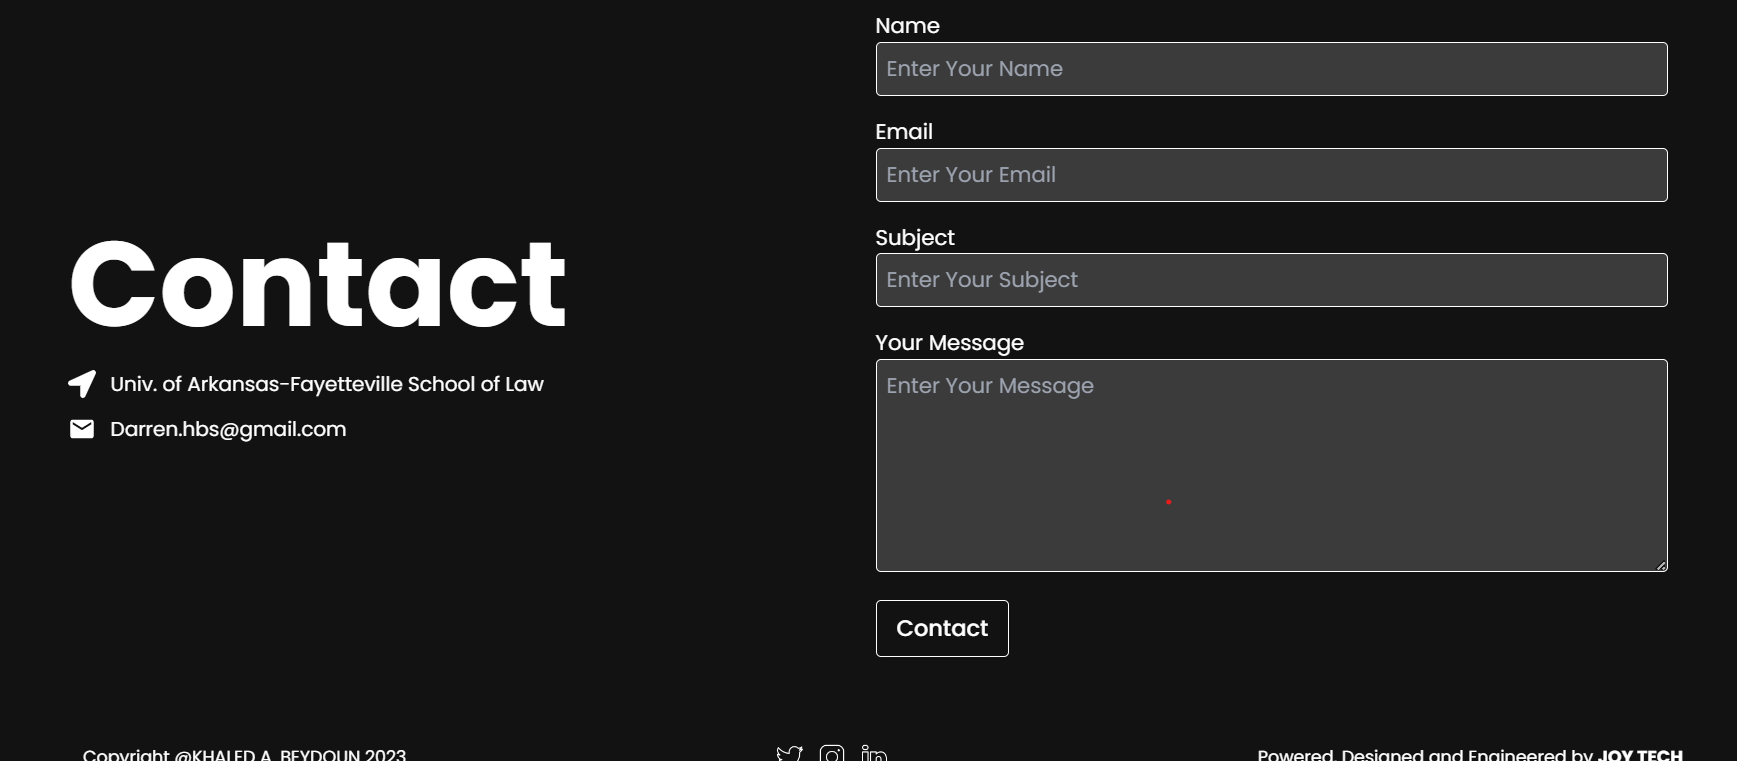 Contact
Univ. of Arkansas-Fayetteville School of Law
Darren.hbs@gmail.com
Name
Enter Your Name
Email
Enter Your Email
Subject
Enter Your Subject
Your Message
Enter Your Message
Contact
Copyright @KHALED A. BEYDOUN 2023
Powered, Designed and Engineered by JOY TECH